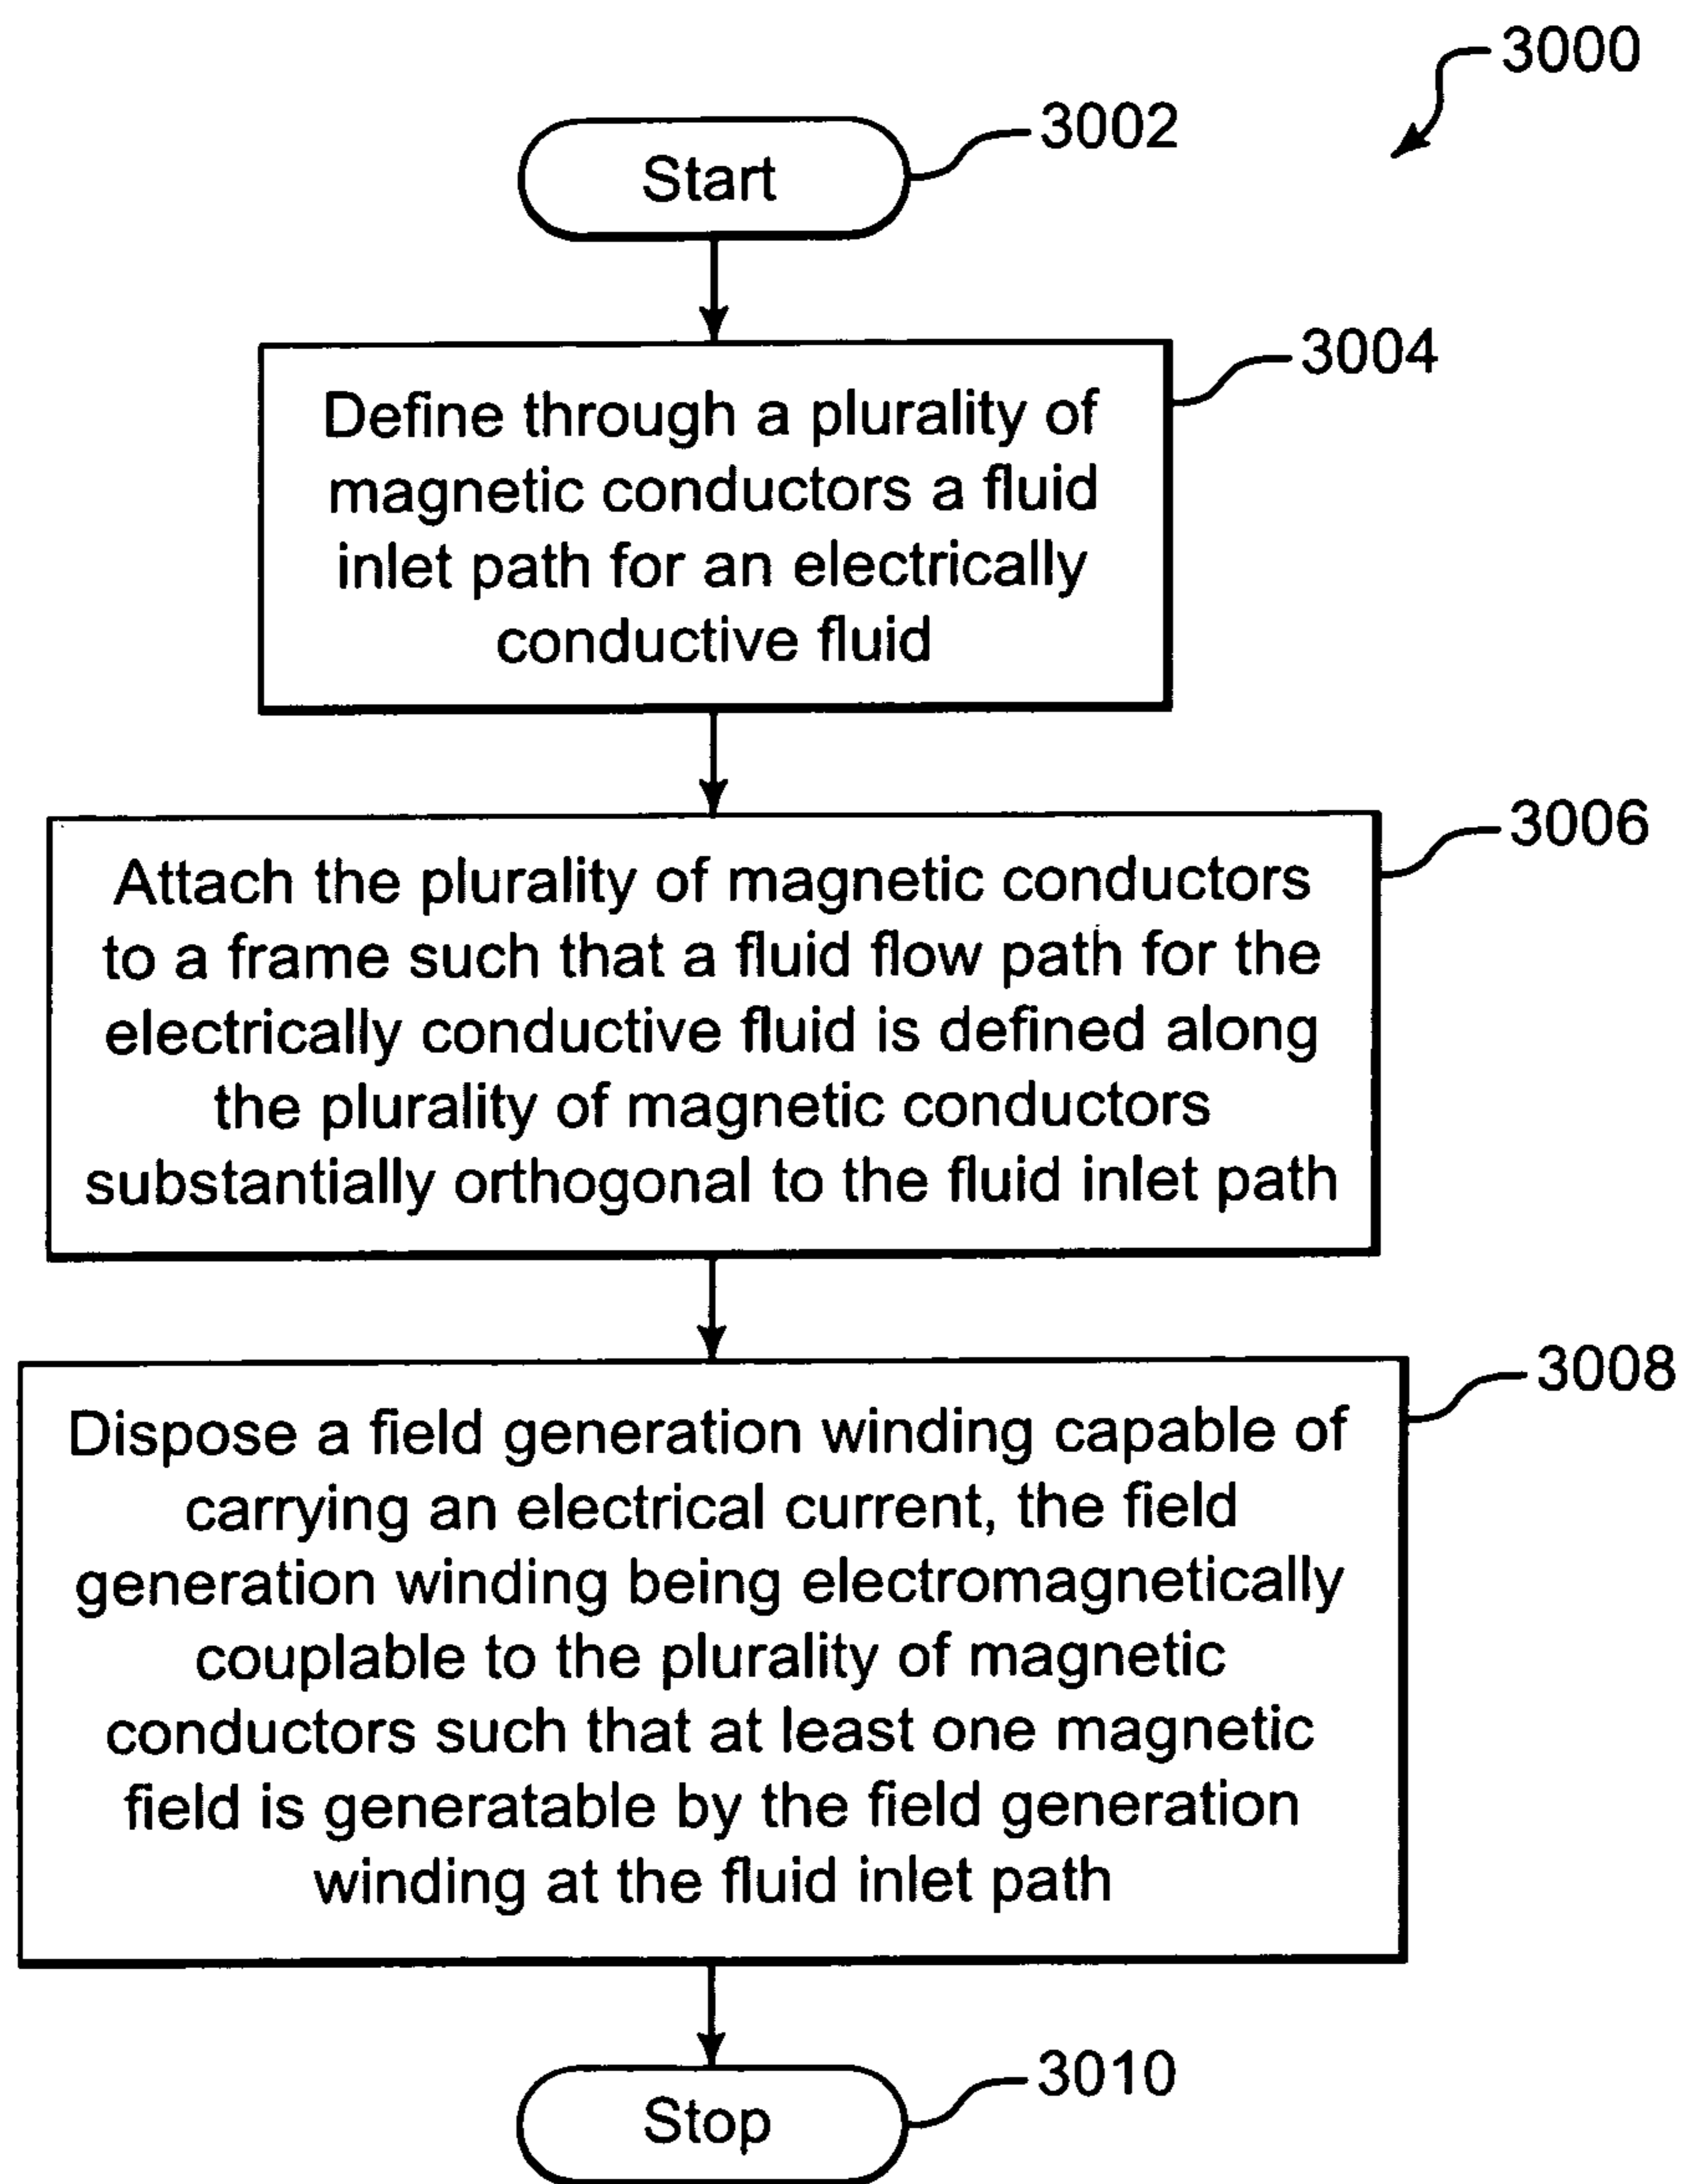 3000
3002
Start
3004
Define through a plurality of
magnetic conductors a fluid
inlet path for an electrically
conductive fluid
3006
Attach the plurality of magnetic conductors
to a frame such that a fluid flow path for the
electrically conductive fluid is defined along
the plurality of magnetic conductors
substantially orthogonal to the fluid inlet path
3008
Dispose a field generation winding capable of
carrying an electrical current, the field
generation winding being electromagnetically
couplable to the plurality of magnetic
conductors such that at least one magnetic
field is generatable by the field generation
winding at the fluid inlet path
3010
Stop